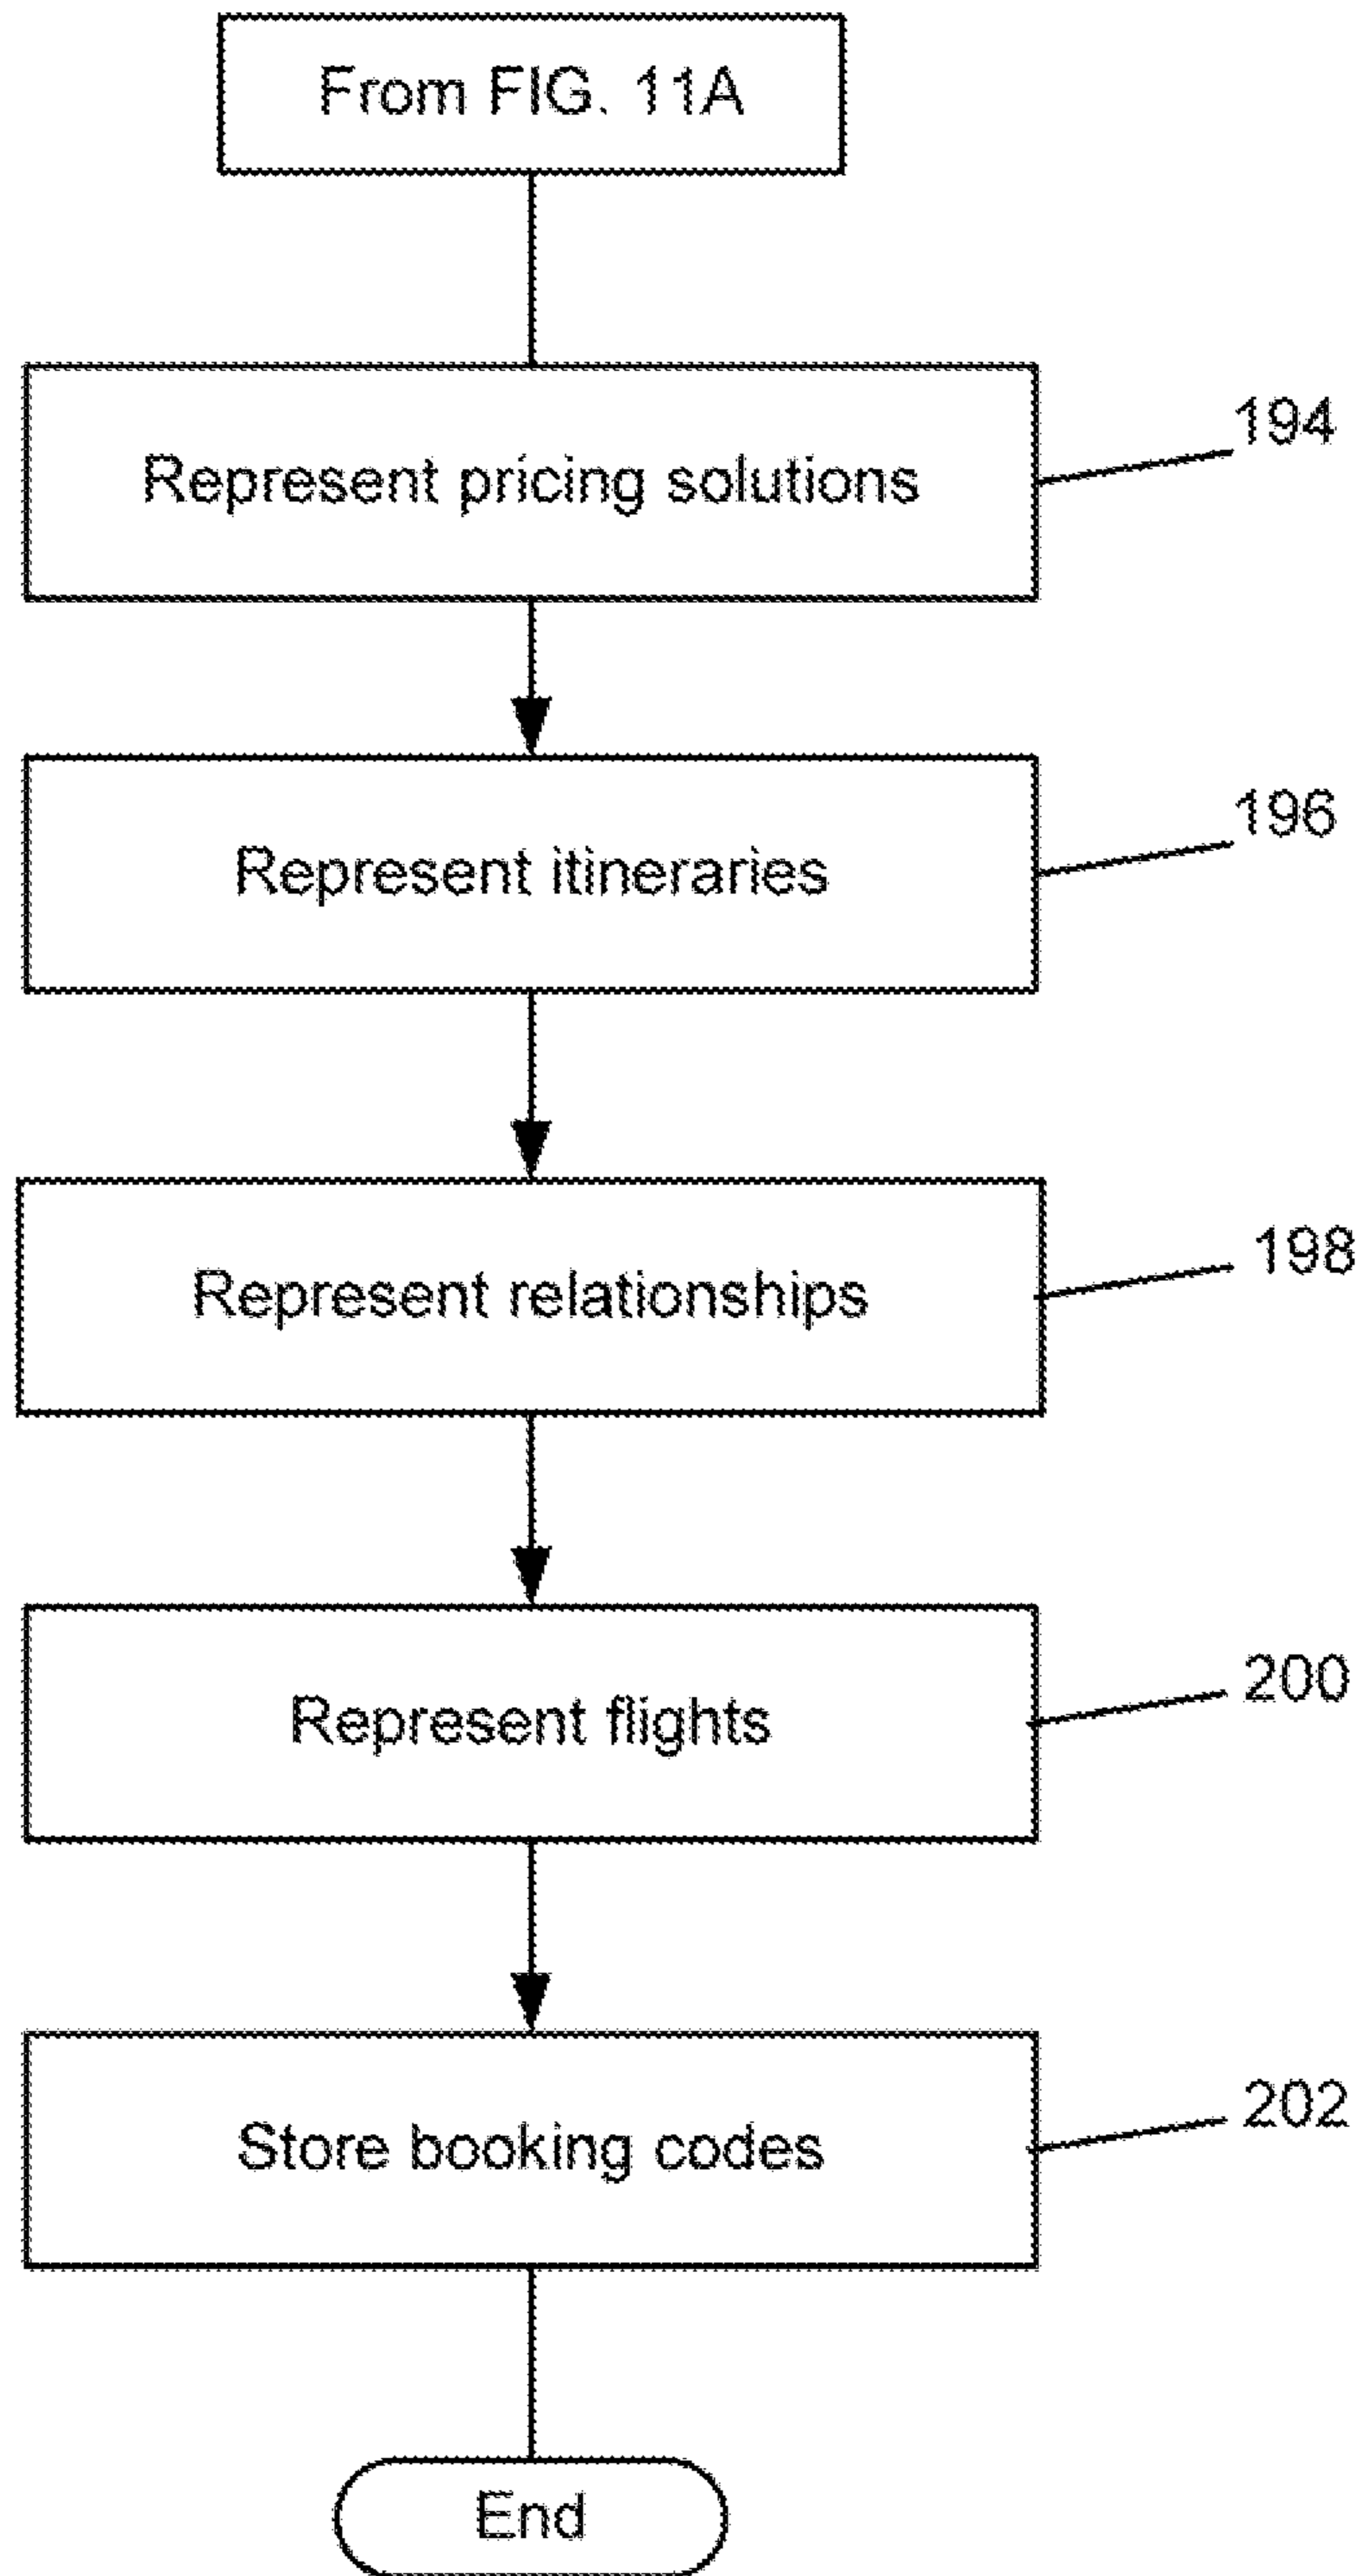 From FIG. 11A
194
Represent pricing solutions
196
Represent itineraries
198
Represent relationships
200
Represent flights
202
Store booking codes
End